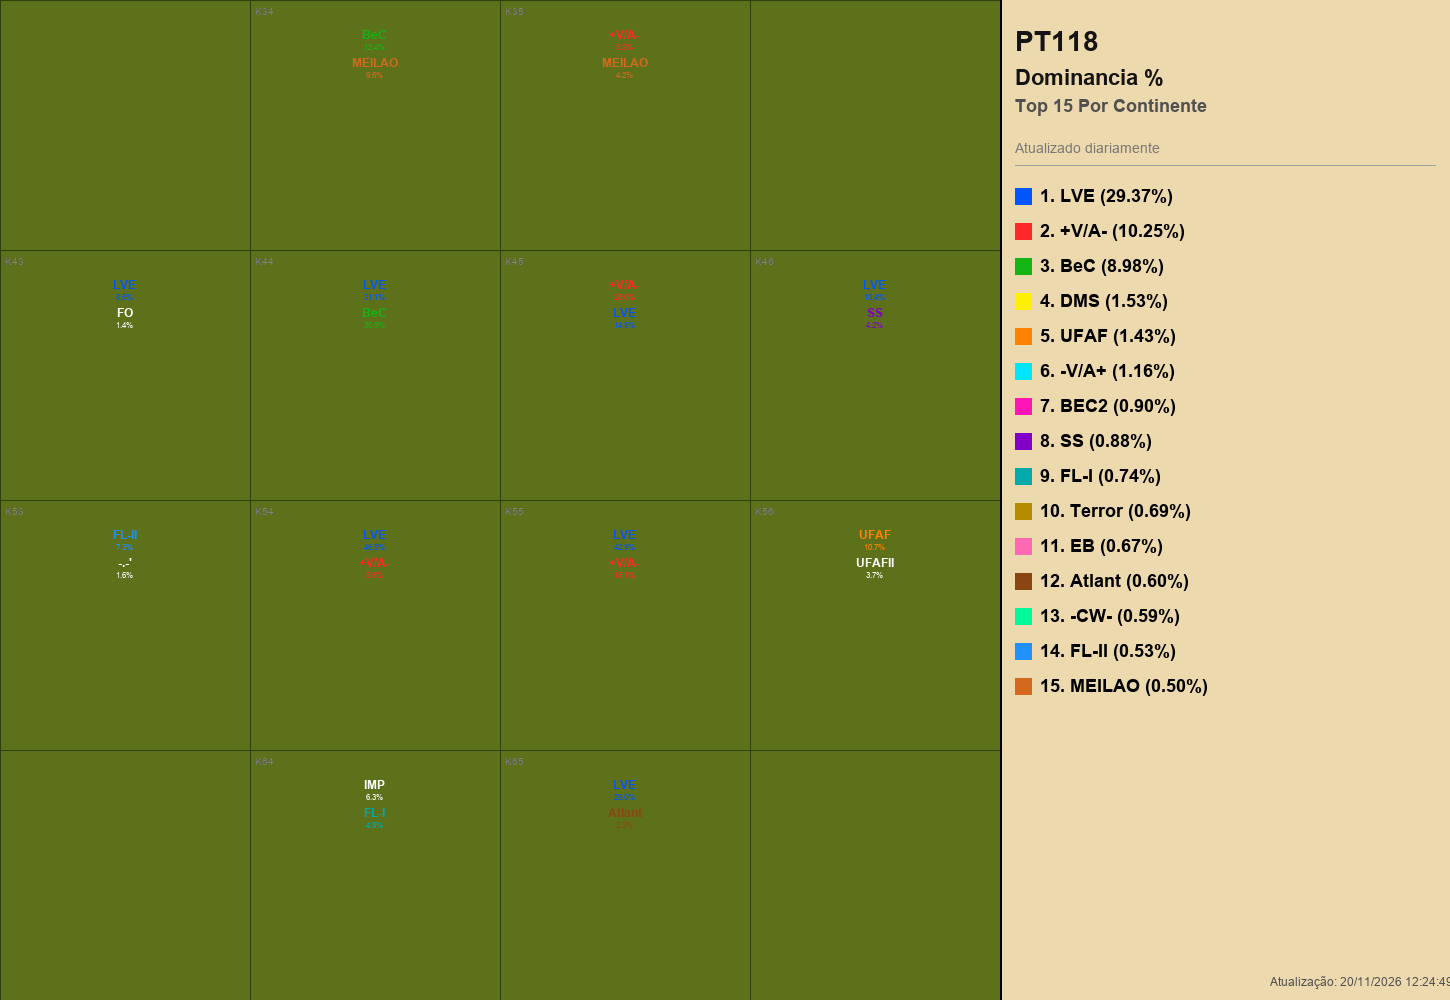 K34
BeC
MEILAO
9.6%
K35
+V/A-
MEILAO
4.2%
K43
LVE
FO
1.4%
K44
LVE
BeC
K45
+V/A-
LVE
K46
LVE
SS
4.2%
K53
FL-II
-.-'
1.6%
K54
LVE
+V/A-
K55
LVE
+V/A-
K56
UFAF
10.7%
UFAFII
3.7%
K64
IMP
6.3%
FL-I
K65
LVE
Atlant
PT118
Dominancia %
Top 15 Por Continente
Atualizado diariamente
1. LVE (29.37%)
2. +V/A- (10.25%)
3. BeC (8.98%)
4. DMS (1.53%)
5. UFAF (1.43%)
6. -V/A+ (1.16%)
7. BEC2 (0.90%)
8. SS (0.88%)
9. FL-I (0.74%)
10. Terror (0.69%)
11. EB (0.67%)
12. Atlant (0.60%)
13. -CW- (0.59%)
14. FL-II (0.53%)
15. MEILAO (0.50%)
Atualização: 20/11/2026 12:24:49